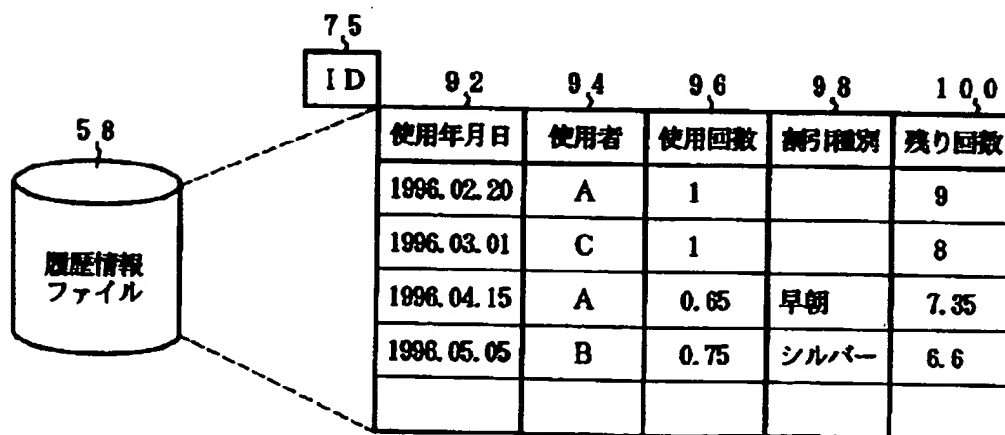 75
ID
92 94 96 98 100
58
使用年月日 使用者 使用回数 割引種別 残り回数
1996.02.20 A 1 9
1996.03.01 C 1 8
1996.04.15 A 0.65 早朝 7.35
1996.05.05 B 0.75 シルバー 6.6
履歴情報
ファイル